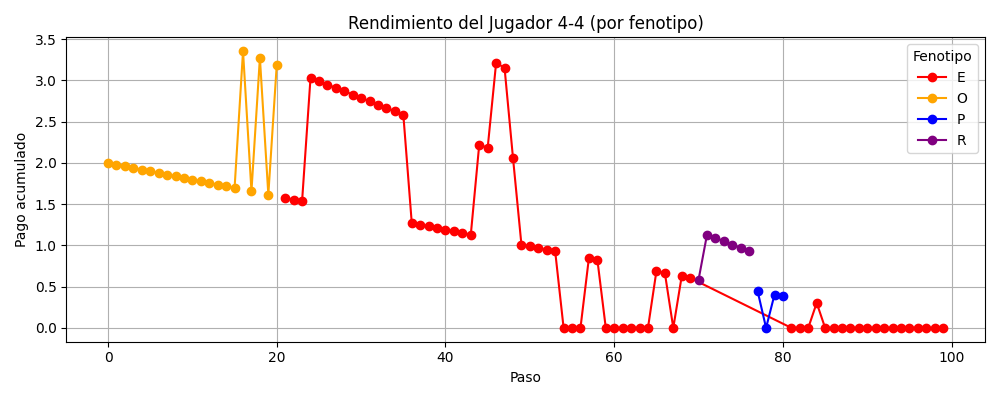 Rendimiento del Jugador 4-4 (por fenotipo)
Pago acumulado
3.5
3.0
2.5
2.0
1.5
1.0
0.5
0.0
Fenotipo
E
O
P
R
0 20 40 60 80 100
Paso